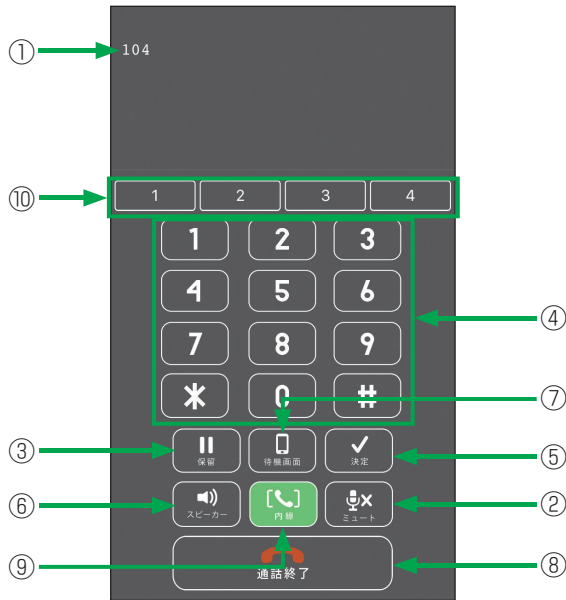 ① 104
⑩ 1 2 3 4
1 2 3
4 5 6 ④
7 8 9
* 0 # ⑦
③ 保留 待機画面 決定 ⑤
⑥ スピーカー 内線 ミュート ②
⑨ 通話終了 ⑧